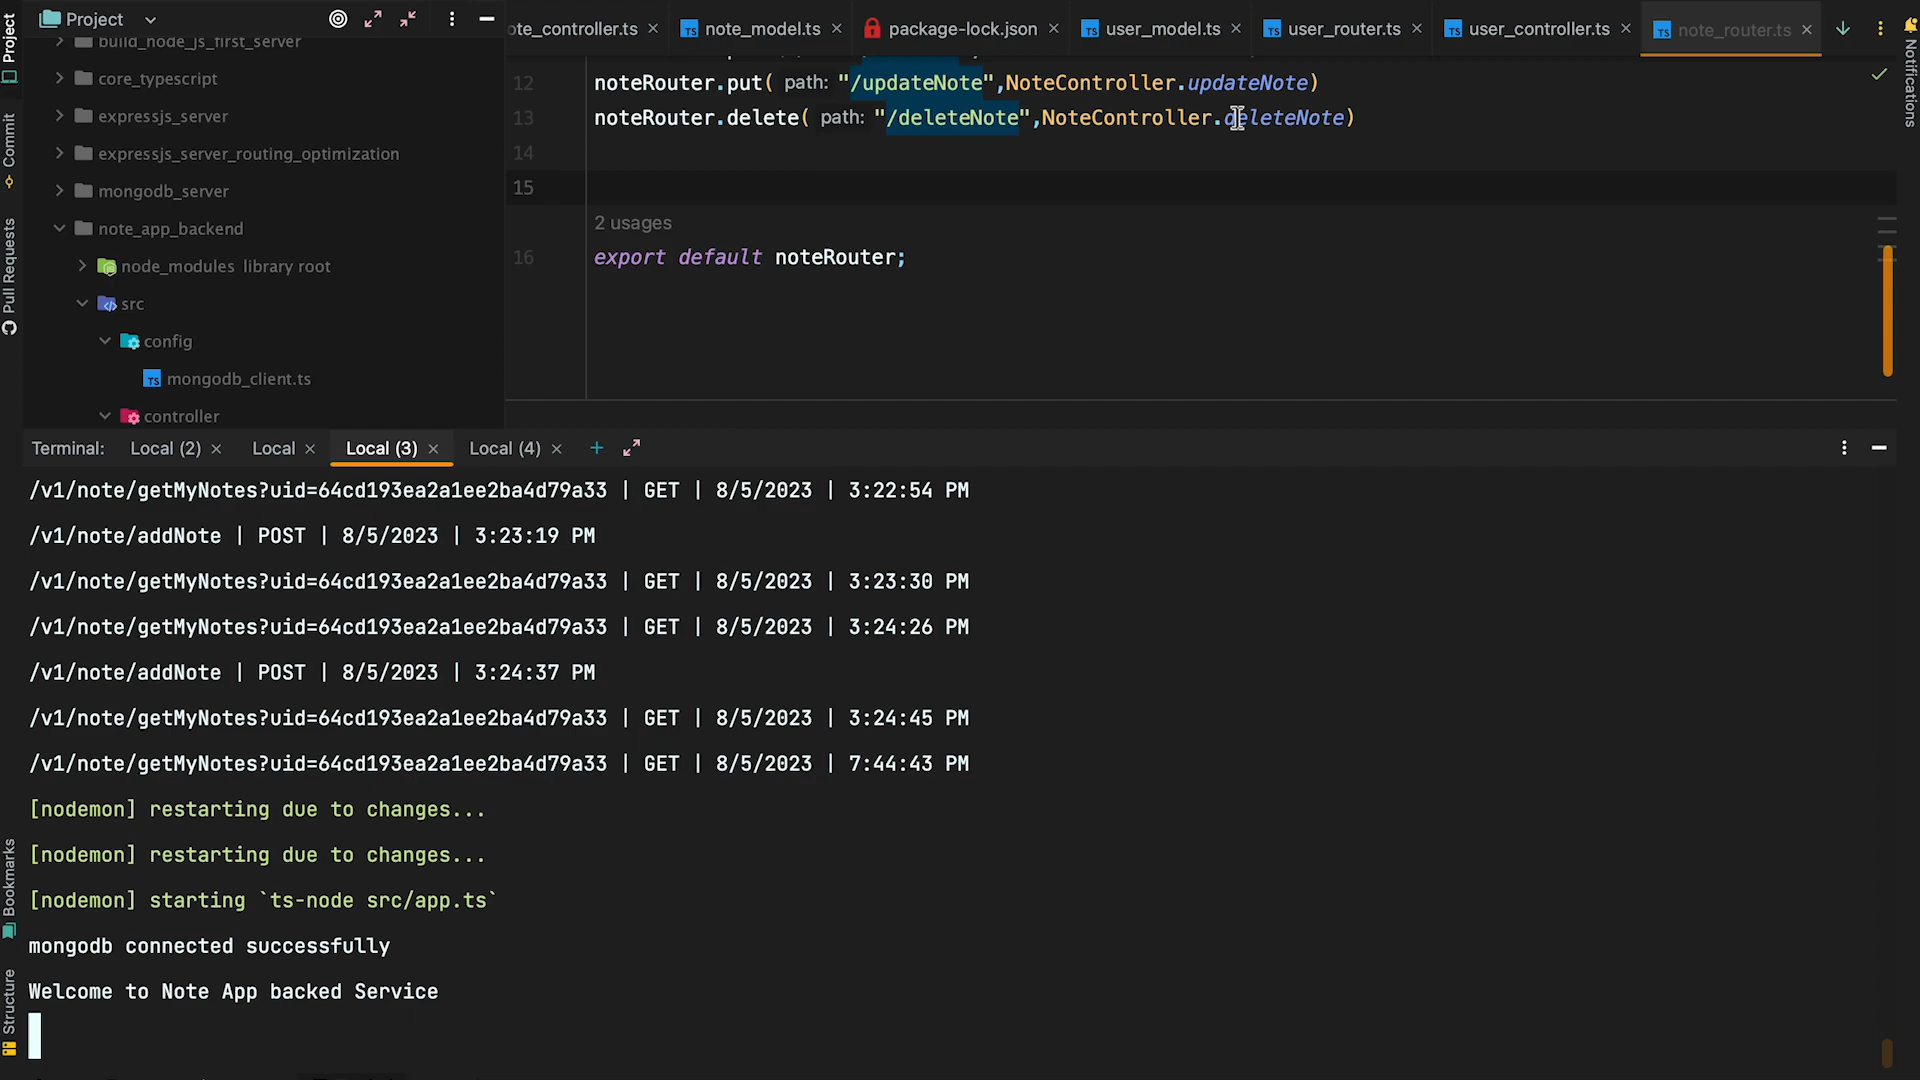 Project
ote_controller.ts
note_model.ts
package-lock.json
user_model.ts
user_router.ts
user_controller.ts
note_router.ts
Project
Commit
Pull Requests
Bookmarks
Structure
Notifications
build_node_js_first_server
core_typescript
expressjs_server
expressjs_server_routing_optimization
mongodb_server
note_app_backend
node_modules library root
src
config
mongodb_client.ts
controller
12 noteRouter.put( path: "/updateNote",NoteController.updateNote)
13 noteRouter.delete( path: "/deleteNote",NoteController.deleteNote)
14
15
2 usages
16 export default noteRouter;
Terminal: Local (2) Local Local (3) Local (4)
/v1/note/getMyNotes?uid=64cd193ea2a1ee2ba4d79a33 | GET | 8/5/2023 | 3:22:54 PM
/v1/note/addNote | POST | 8/5/2023 | 3:23:19 PM
/v1/note/getMyNotes?uid=64cd193ea2a1ee2ba4d79a33 | GET | 8/5/2023 | 3:23:30 PM
/v1/note/getMyNotes?uid=64cd193ea2a1ee2ba4d79a33 | GET | 8/5/2023 | 3:24:26 PM
/v1/note/addNote | POST | 8/5/2023 | 3:24:37 PM
/v1/note/getMyNotes?uid=64cd193ea2a1ee2ba4d79a33 | GET | 8/5/2023 | 3:24:45 PM
/v1/note/getMyNotes?uid=64cd193ea2a1ee2ba4d79a33 | GET | 8/5/2023 | 7:44:43 PM
[nodemon] restarting due to changes...
[nodemon] restarting due to changes...
[nodemon] starting `ts-node src/app.ts`
mongodb connected successfully
Welcome to Note App backed Service